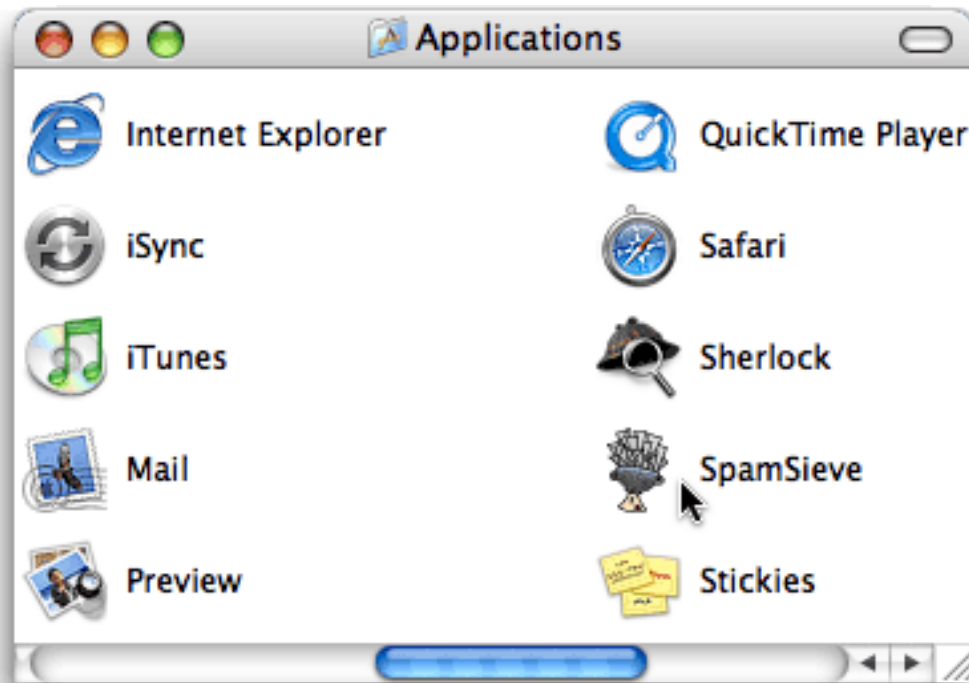 Applications
Internet Explorer
QuickTime Player
iSync
Safari
iTunes
Sherlock
Mail
SpamSieve
Preview
Stickies